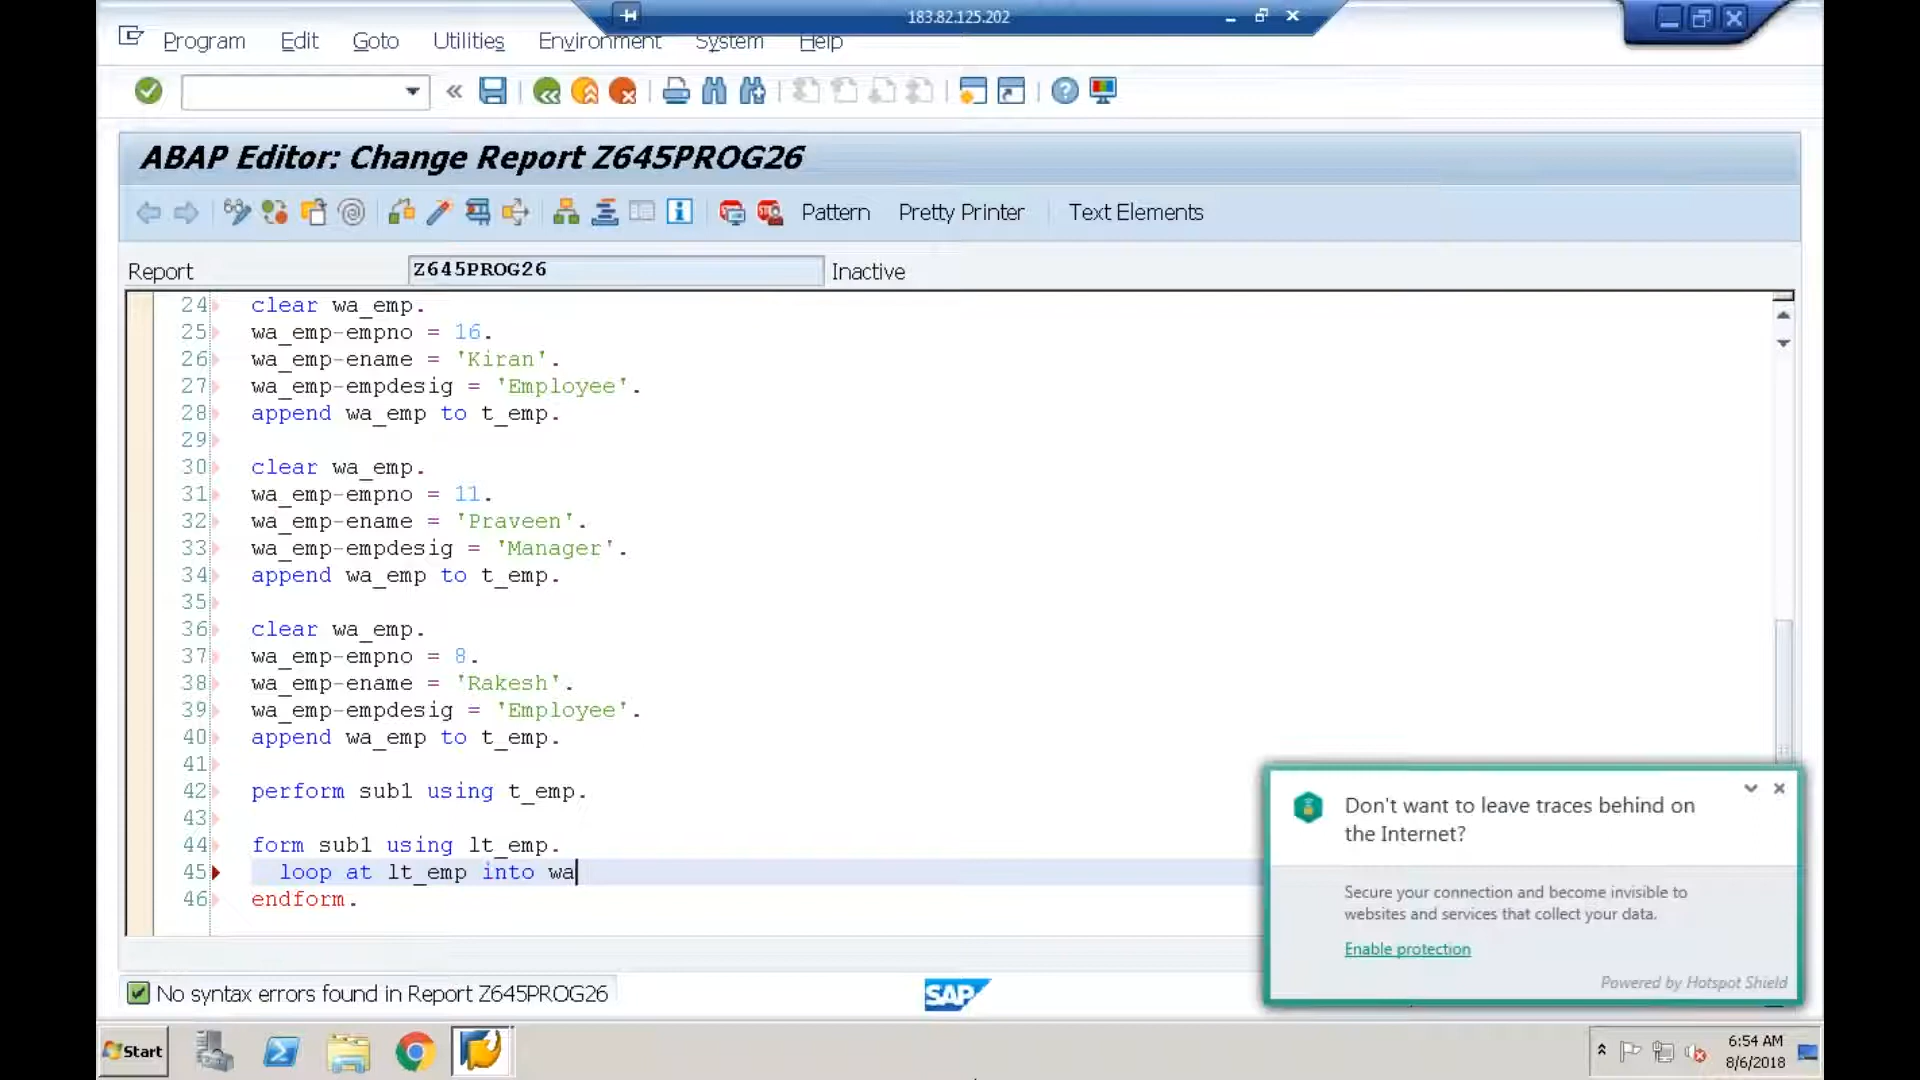 183.82.125.202
Program Edit Goto Utilities Environment System Help
ABAP Editor: Change Report Z645PROG26
Pattern Pretty Printer Text Elements
Report Z645PROG26 Inactive
24 clear wa_emp.
25 wa_emp-empno = 16.
26 wa_emp-ename = 'Kiran'.
27 wa_emp-empdesig = 'Employee'.
28 append wa_emp to t_emp.
29
30 clear wa_emp.
31 wa_emp-empno = 11.
32 wa_emp-ename = 'Praveen'.
33 wa_emp-empdesig = 'Manager'.
34 append wa_emp to t_emp.
35
36 clear wa_emp.
37 wa_emp-empno = 8.
38 wa_emp-ename = 'Rakesh'.
39 wa_emp-empdesig = 'Employee'.
40 append wa_emp to t_emp.
41
42 perform sub1 using t_emp.
43
44 form sub1 using lt_emp.
45 loop at lt_emp into wa
46 endform.
Don't want to leave traces behind on
the Internet?
Secure your connection and become invisible to
websites and services that collect your data.
Enable protection
Powered by Hotspot Shield
No syntax errors found in Report Z645PROG26
SAP
Start
6:54 AM
8/6/2018